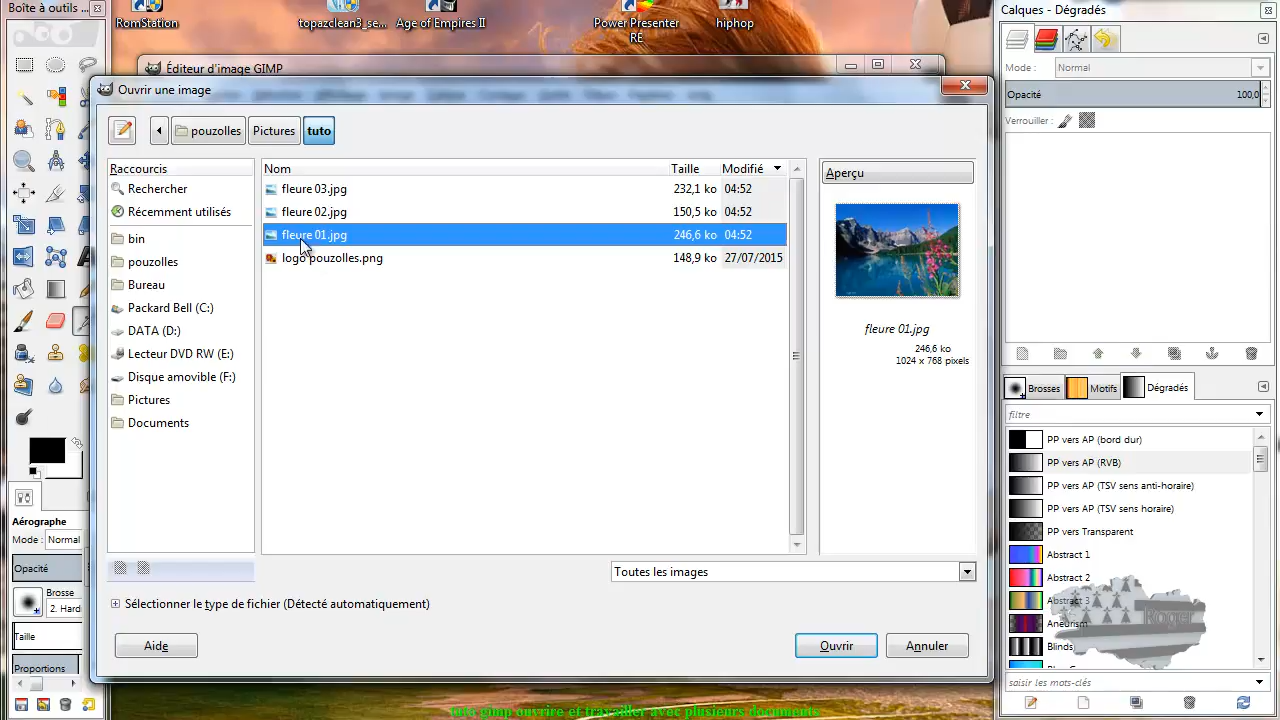 Boîte à outils ...
RomStation
topazclean3_se...
Age of Empires II
Power Presenter
RE
hiphop
Calques - Dégradés
Éditeur d'image GIMP
Mode : Normal
Opacité 100,0
Verrouiller :
Ouvrir une image
pouzolles Pictures tuto
Raccourcis
Rechercher
Récemment utilisés
bin
pouzolles
Bureau
Packard Bell (C:)
DATA (D:)
Lecteur DVD RW (E:)
Disque amovible (F:)
Pictures
Documents
Nom Taille Modifié
fleure 03.jpg 232,1 ko 04:52
fleure 02.jpg 150,5 ko 04:52
fleure 01.jpg 246,6 ko 04:52
logo pouzolles.png 148,9 ko 27/07/2015
Aperçu
fleure 01.jpg
246,6 ko
1024 x 768 pixels
Toutes les images
Sélectionner le type de fichier (Détecté automatiquement)
Aide
Ouvrir
Annuler
Aérographe
Mode : Normal
Opacité
Brosse
2. Hard
Taille
Proportions
Brosses Motifs Dégradés
filtre
PP vers AP (bord dur)
PP vers AP (RVB)
PP vers AP (TSV sens anti-horaire)
PP vers AP (TSV sens horaire)
PP vers Transparent
Abstract 1
Abstract 2
Abstract 3
Aneurism
Blinds
Roger
saisir les mots-clés
tuto gimp ouvrire et travailler avec plusieurs documents